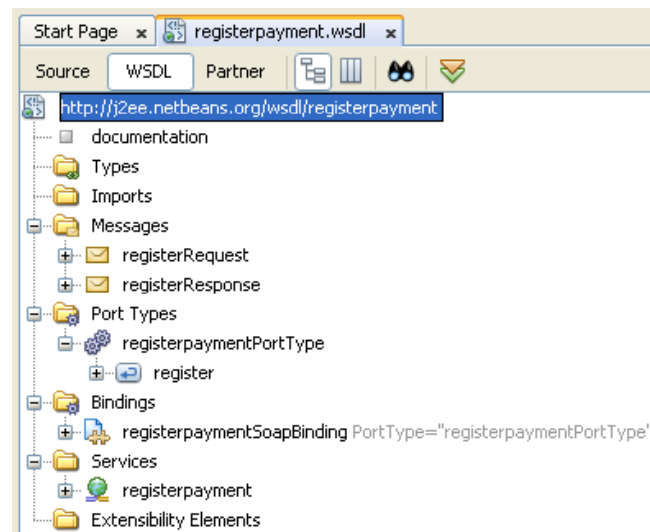 Start Page x registerpayment.wsdl x
Source WSDL Partner
http://j2ee.netbeans.org/wsdl/registerpayment
documentation
Types
Imports
Messages
registerRequest
registerResponse
Port Types
registerpaymentPortType
register
Bindings
registerpaymentSoapBinding PortType="registerpaymentPortType"
Services
registerpayment
Extensibility Elements